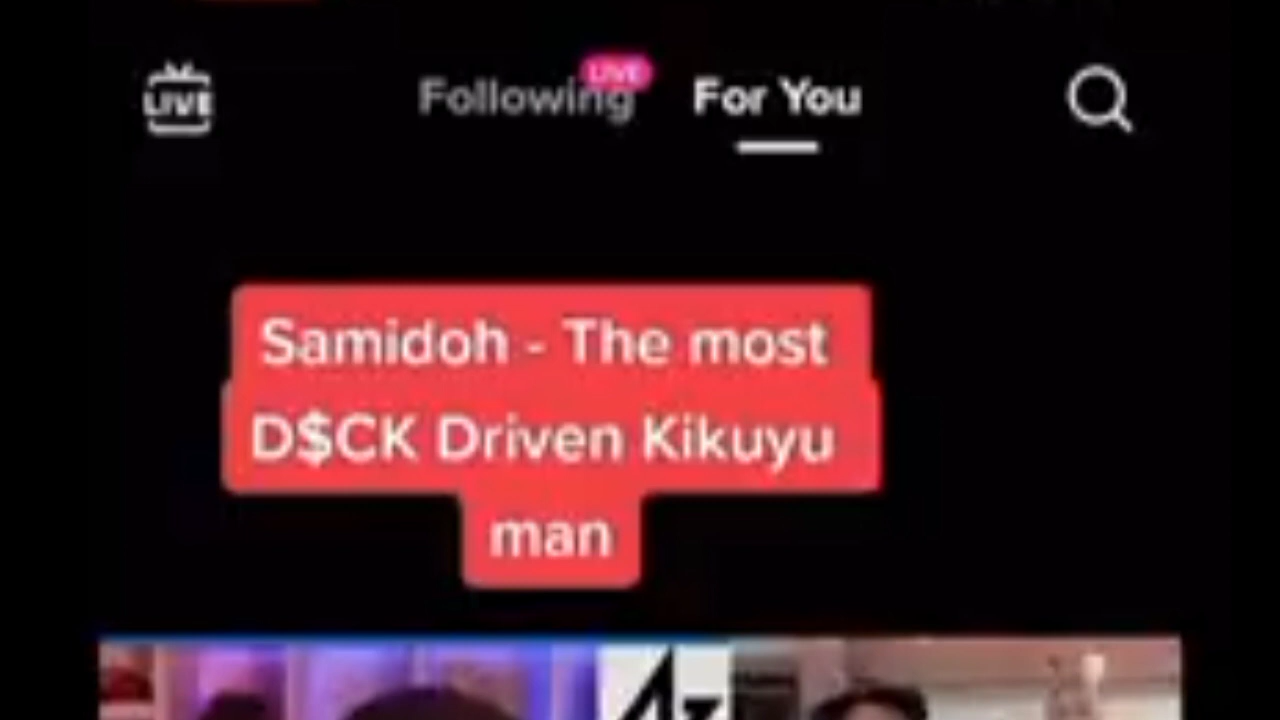 LIVE
Following
LIVE
For You
Samidoh - The most
D$CK Driven Kikuyu
man